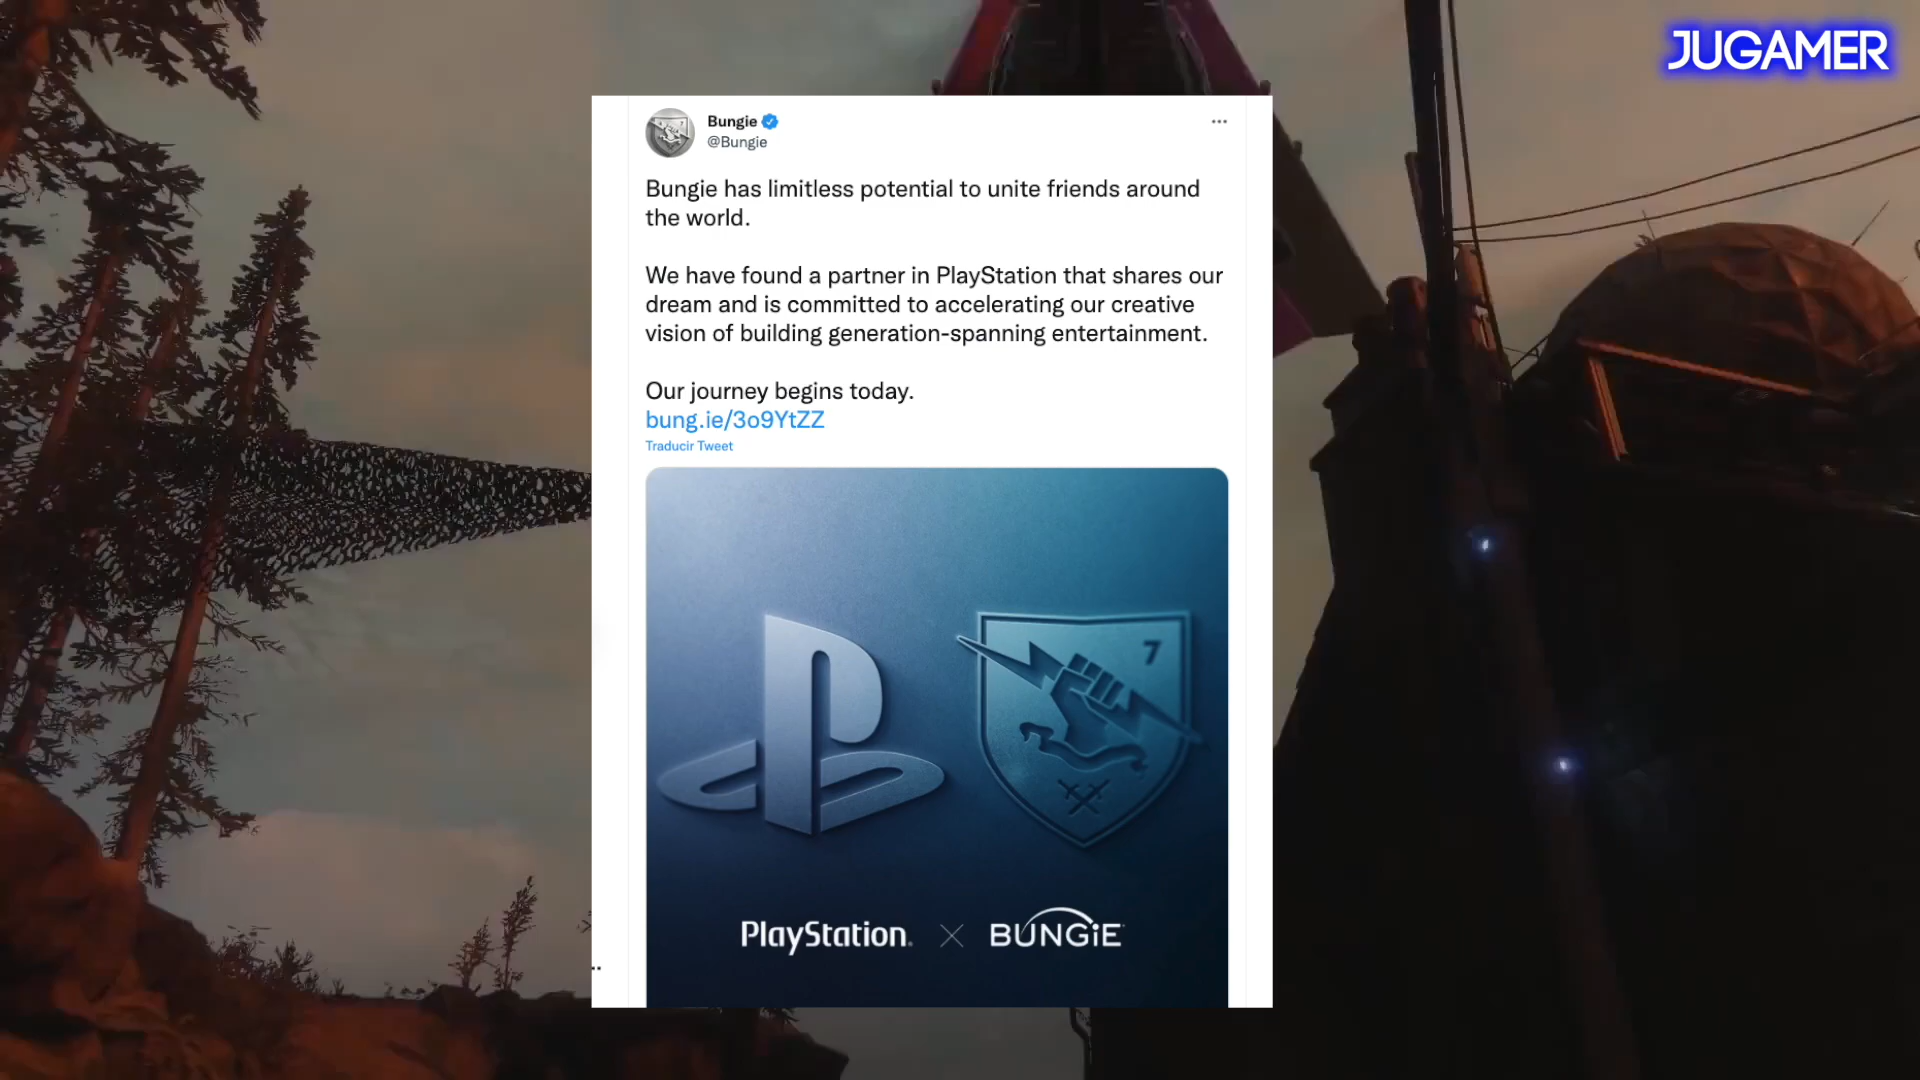 JUGAMER
Bungie
@Bungie
Bungie has limitless potential to unite friends around
the world.
We have found a partner in PlayStation that shares our
dream and is committed to accelerating our creative
vision of building generation-spanning entertainment.
Our journey begins today.
bung.ie/3o9YtZZ
Traducir Tweet
7
PlayStation
BUNGiE